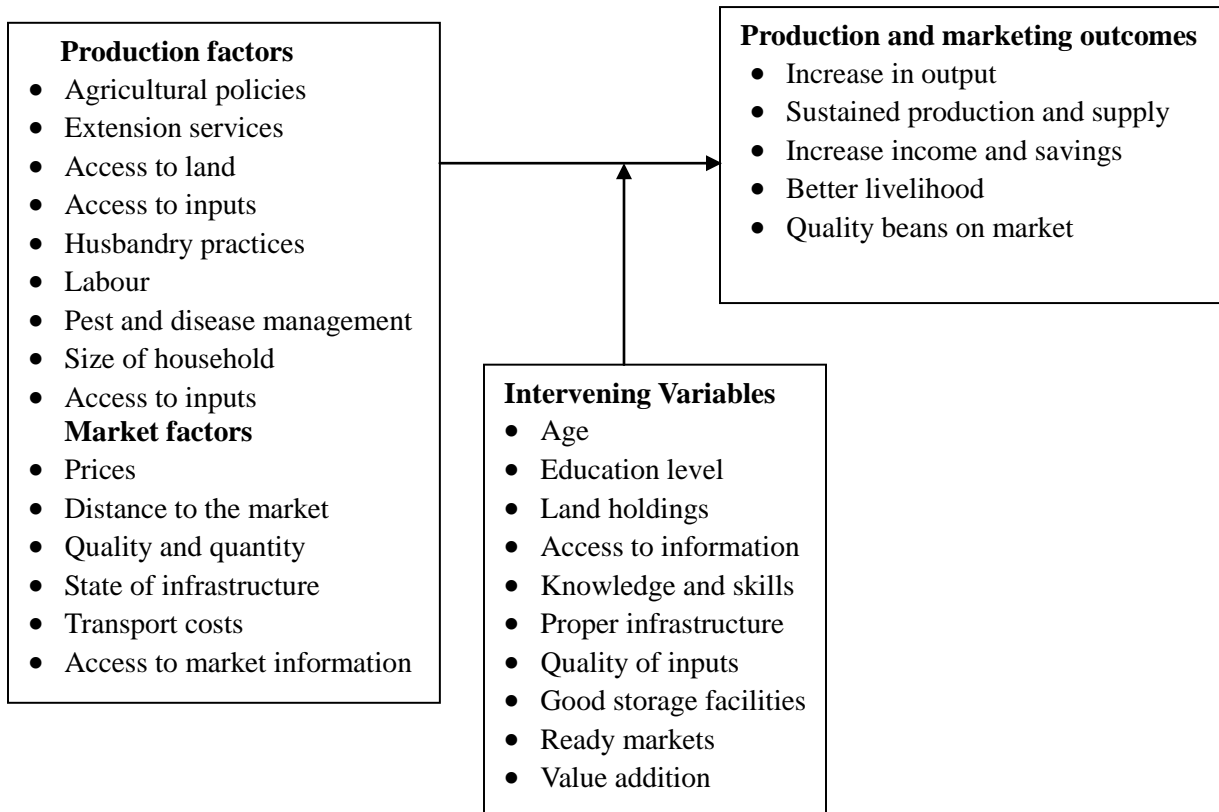 Production factors
• Agricultural policies
• Extension services
• Access to land
• Access to inputs
• Husbandry practices
• Labour
• Pest and disease management
• Size of household
• Access to inputs
Market factors
• Prices
• Distance to the market
• Quality and quantity
• State of infrastructure
• Transport costs
• Access to market information
Production and marketing outcomes
• Increase in output
• Sustained production and supply
• Increase income and savings
• Better livelihood
• Quality beans on market
Intervening Variables
• Age
• Education level
• Land holdings
• Access to information
• Knowledge and skills
• Proper infrastructure
• Quality of inputs
• Good storage facilities
• Ready markets
• Value addition